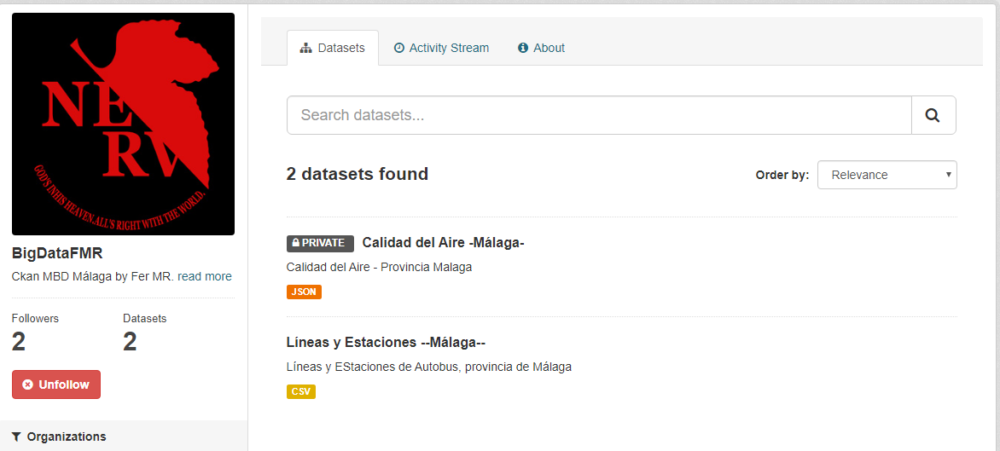 NERV
GOD'S INHIS HEAVEN,ALL'S RIGHT WITH THE WORLD.
BigDataFMR
Ckan MBD Málaga by Fer MR. read more
Followers Datasets
2 2
Unfollow
Organizations
Datasets Activity Stream About
Search datasets...
2 datasets found
Order by: Relevance
PRIVATE Calidad del Aire -Málaga-
Calidad del Aire - Provincia Malaga
JSON
Líneas y Estaciones --Málaga--
Líneas y EStaciones de Autobus, provincia de Málaga
CSV